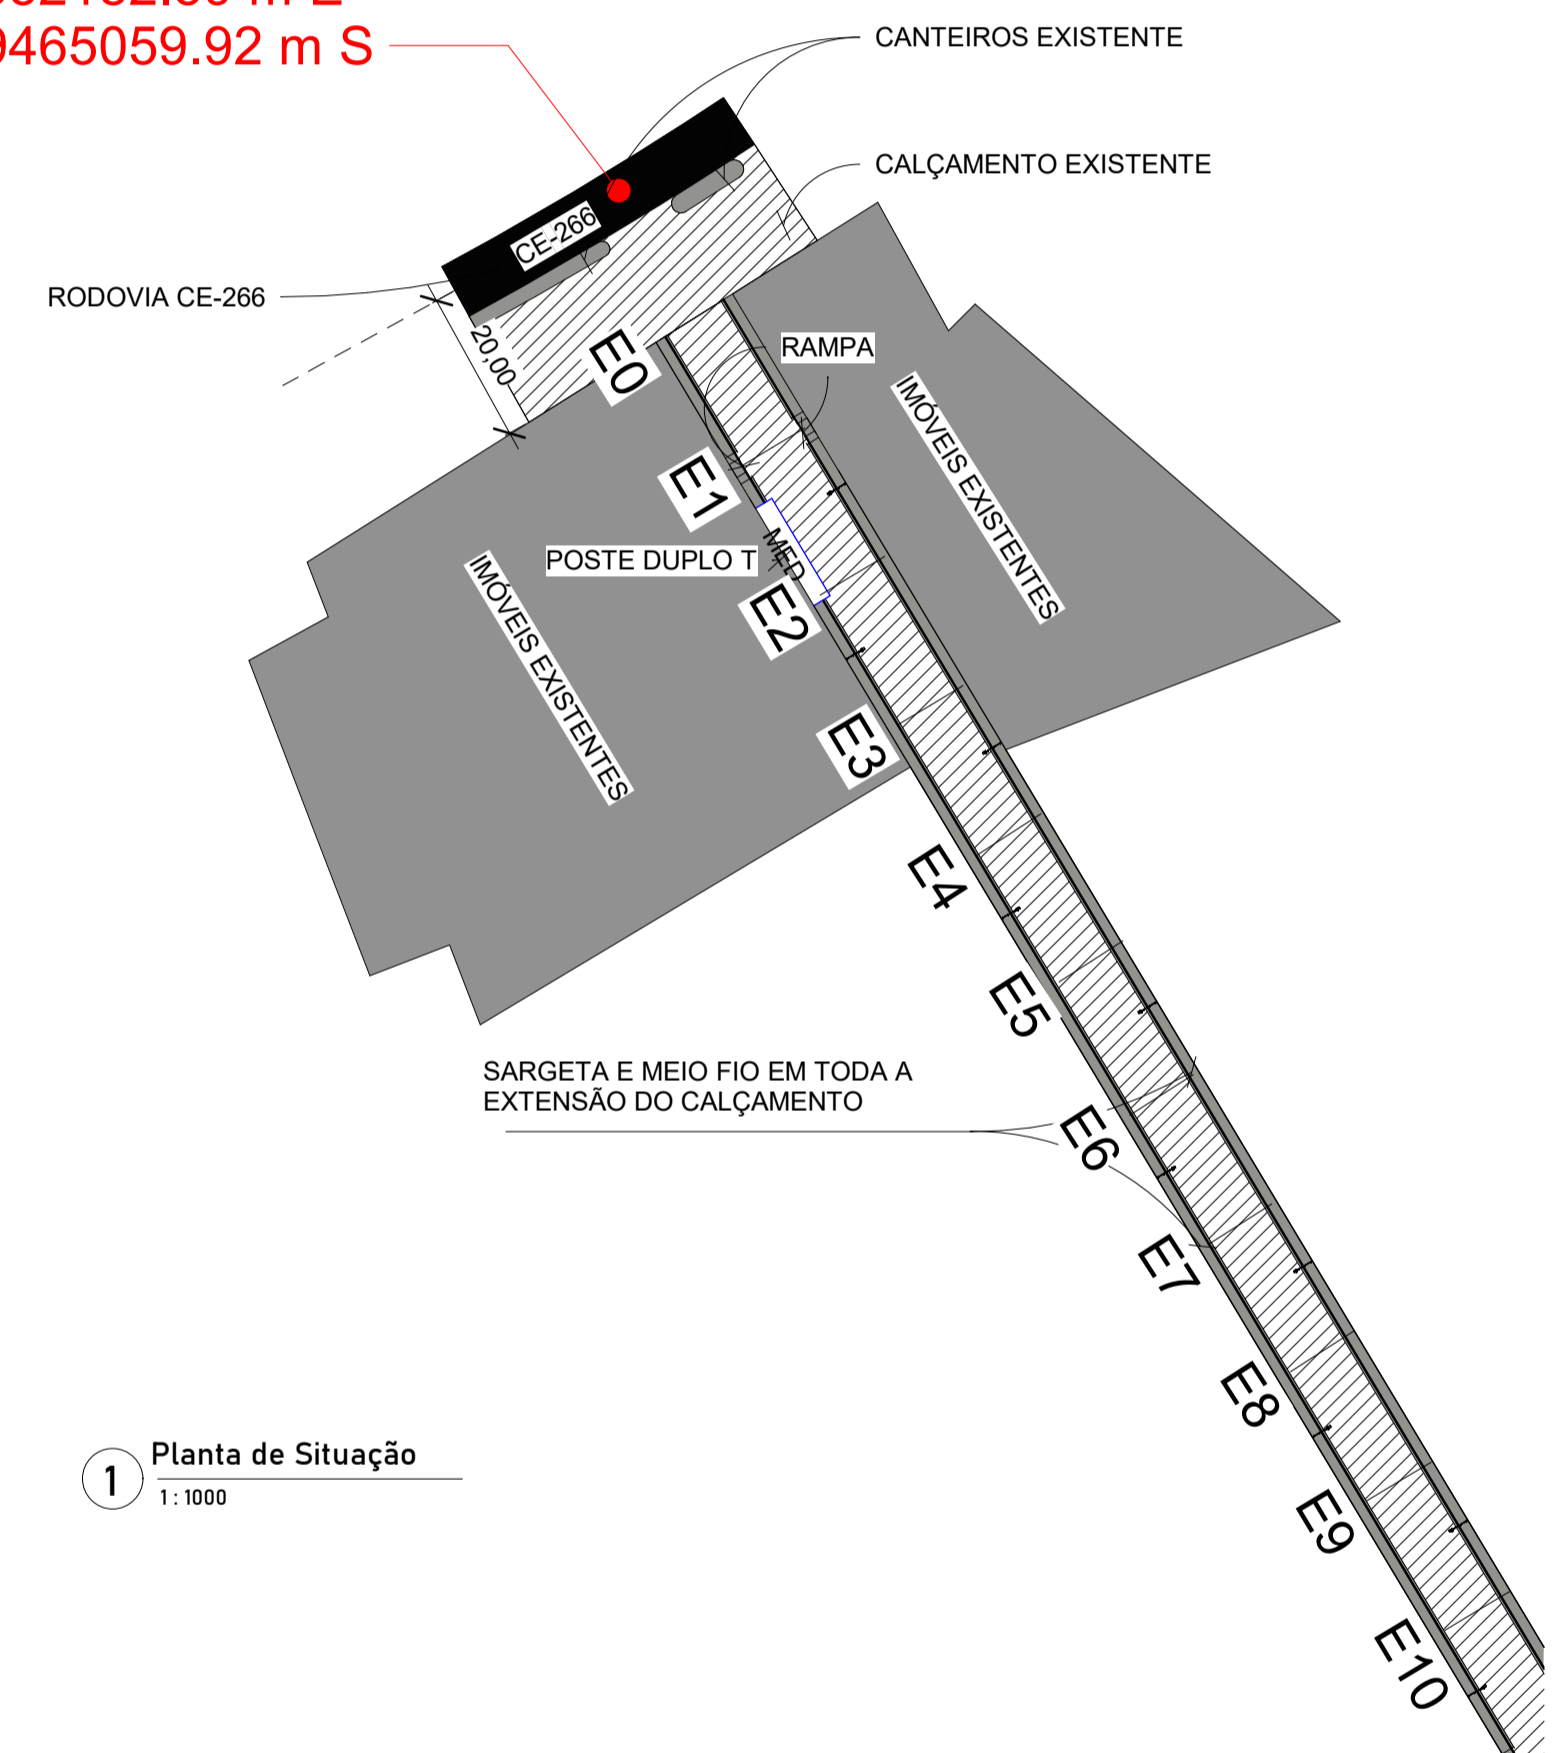 9465059.92 m S
CANTEIROS EXISTENTE
CALÇAMENTO EXISTENTE
CE-266
RODOVIA CE-266
20,00
E0
RAMPA
IMÓVEIS EXISTENTES
E1
MED
POSTE DUPLO T
IMÓVEIS EXISTENTES
E2
E3
E4
E5
SARGETA E MEIO FIO EM TODA A
EXTENSÃO DO CALÇAMENTO
E6
E7
E8
1
Planta de Situação
1 : 1000
E9
E10